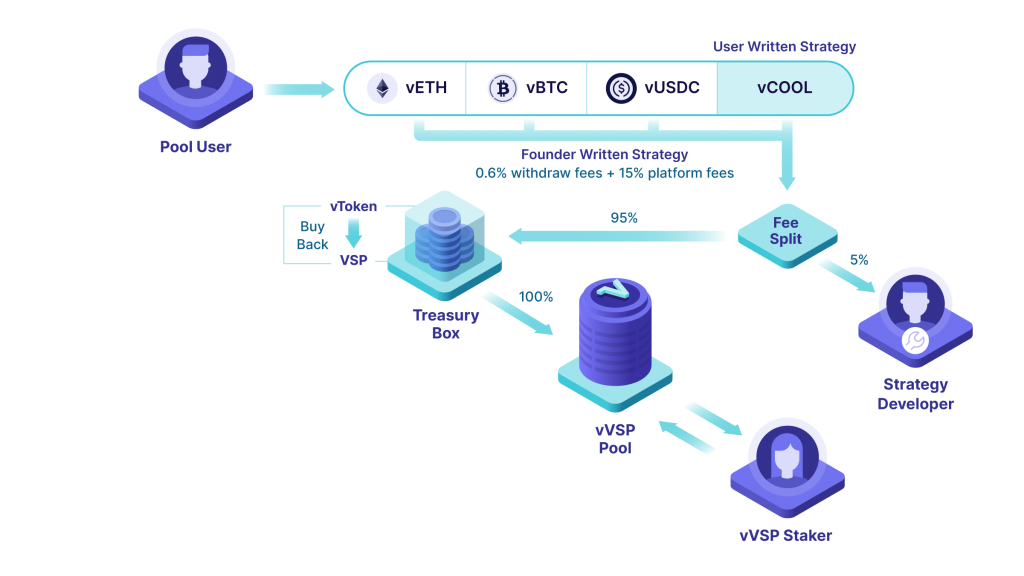 User Written Strategy
vETH
vBTC
vUSDC
vCOOL
Pool User
Founder Written Strategy
0.6% withdraw fees + 15% platform fees
vToken
Buy
Back
VSP
95%
Fee
Split
5%
100%
Treasury
Box
Strategy
Developer
vVSP
Pool
vVSP Staker